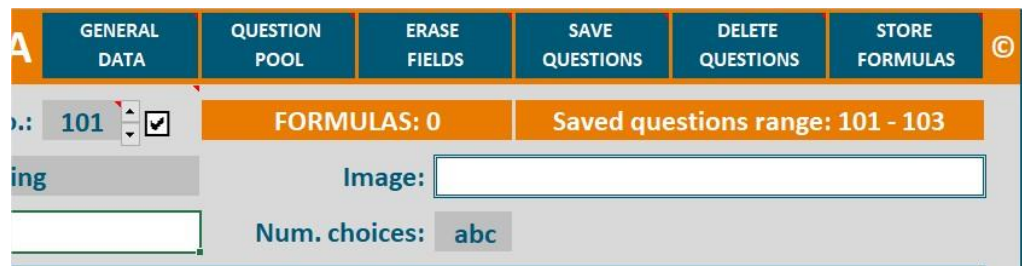 A
GENERAL DATA
QUESTION POOL
ERASE FIELDS
SAVE QUESTIONS
DELETE QUESTIONS
STORE FORMULAS
©
101
FORMULAS: 0
Saved questions range: 101 - 103
ing
Image:
Num. choices: abc